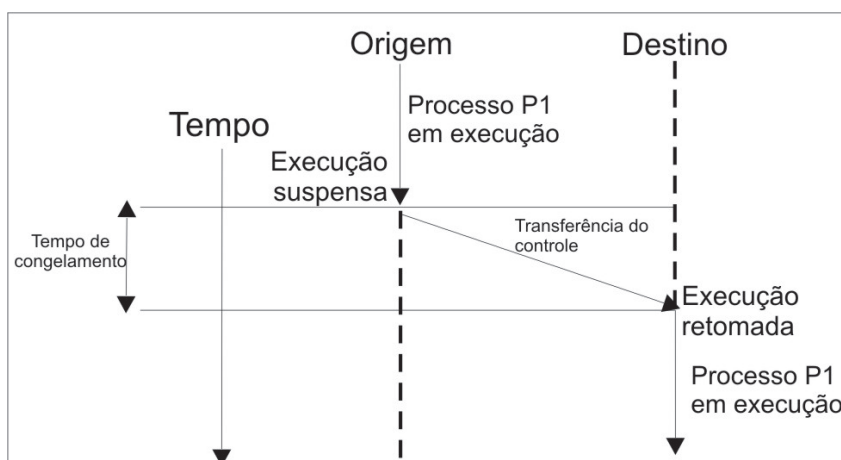 Origem
Destino
Processo P1
em execução
Tempo
Execução
suspensa
Transferência do
controle
Tempo de
congelamento
Execução
retomada
Processo P1
em execução